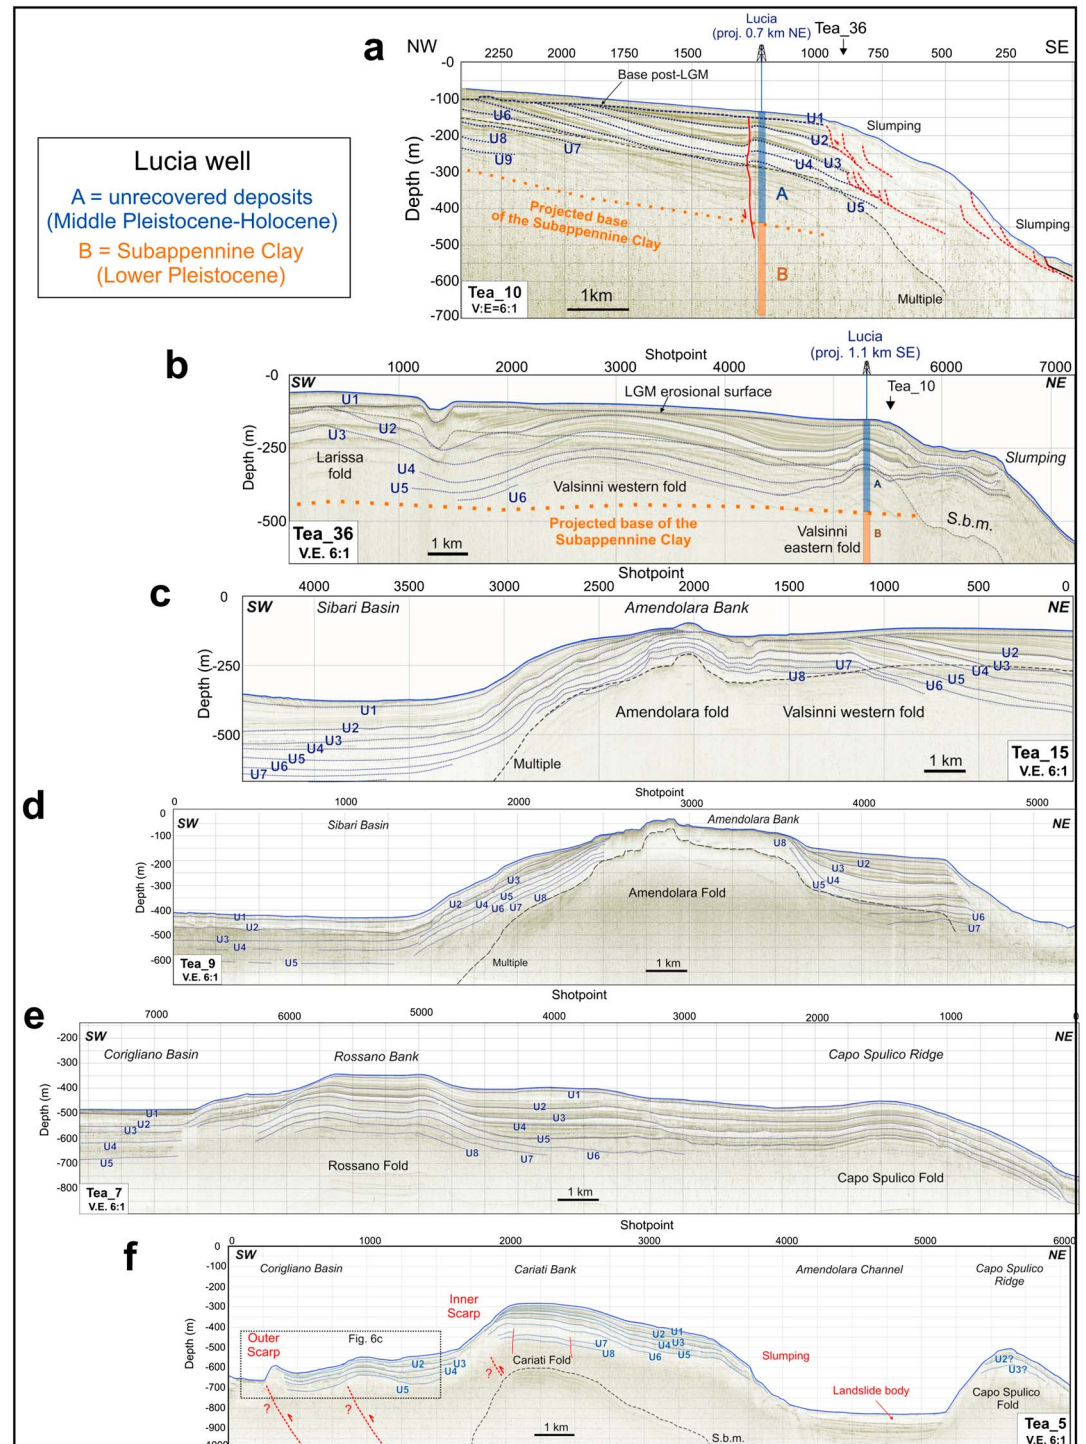 a
NW
Lucia
(proj. 0.7 km NE)
Tea_36
SE
2250 2000 1750 1500 1000 750 500 250
-0
-100
-200
-300
-400
-500
-600
-700
Depth (m)
Base post-LGM
U6
U8
U9
U7
U1
U2
U3
U4
U5
Slumping
Slumping
A
B
Projected base
of the Subappennine Clay
Multiple
Tea_10
V:E=6:1
1km
Lucia well
A = unrecovered deposits
(Middle Pleistocene-Holocene)
B = Subappennine Clay
(Lower Pleistocene)
b
Shotpoint
Lucia
(proj. 1.1 km SE)
1000 2000 3000 4000 6000 7000
Tea_10
SW
NE
-0
-250
-500
Depth (m)
LGM erosional surface
U1
U2
U3
U4
U5
U6
Larissa
fold
Valsinni western fold
Slumping
A
B
Projected base of the
Subappennine Clay
Valsinni
eastern fold
S.b.m.
Tea_36
V.E. 6:1
1 km
c
Shotpoint
4000 3500 3000 2500 2000 1500 1000 500 0
0
-250
-500
Depth (m)
SW
Sibari Basin
Amendolara Bank
NE
U1
U2
U3
U4
U5
U6
U7
U2
U3
U4
U5
U6
U7
U8
Amendolara fold
Valsinni western fold
Multiple
1 km
Tea_15
V.E. 6:1
d
Shotpoint
0 1000 2000 3000 4000 5000
0
-100
-200
-300
-400
-500
-600
Depth (m)
SW
Sibari Basin
Amendolara Bank
NE
U1
U2
U3
U4
U5
U3
U2
U4
U5
U6
U7
U8
U8
U2
U3
U4
U5
U6
U7
Amendolara Fold
Multiple
1 km
Tea_9
V.E. 6:1
e
Shotpoint
7000 6000 5000 4000 3000 2000 1000 0
-200
-300
-400
-500
-600
-700
-800
Depth (m)
SW
Corigliano Basin
Rossano Bank
Capo Spulico Ridge
NE
U1
U2
U3
U4
U5
U1
U2
U3
U4
U5
U6
U7
U8
Rossano Fold
Capo Spulico Fold
1 km
Tea_7
V.E. 6:1
f
Shotpoint
0 1000 2000 3000 4000 5000 6000
0
-100
-200
-300
-400
-500
-600
-700
-800
-900
Depth (m)
SW
Corigliano Basin
Cariati Bank
Amendolara Channel
Capo Spulico
Ridge
NE
Inner
Scarp
Outer
Scarp
Fig. 6c
U2
U3
U4
U5
U1
U2
U3
U4
U5
U6
U7
U8
Cariati Fold
?
?
?
Slumping
Landslide body
U2?
U3?
Capo Spulico
Fold
1 km
S.b.m.
Tea_5
V.E. 6:1